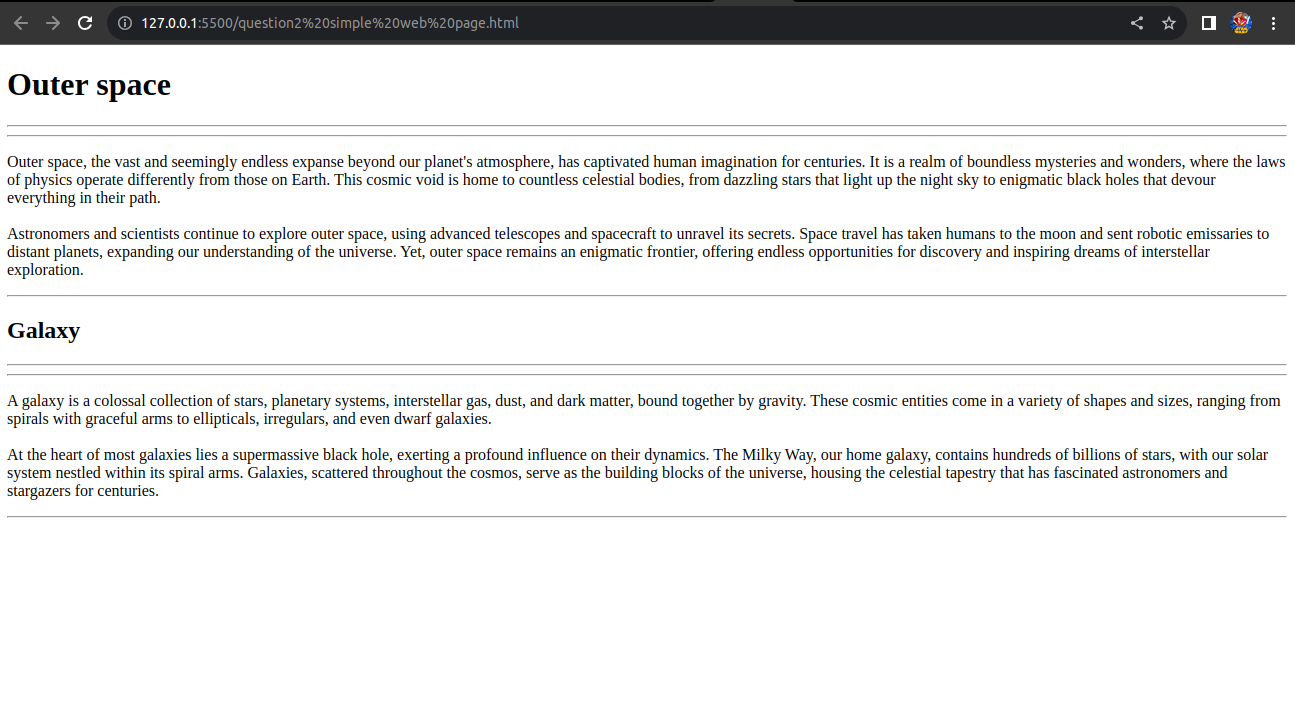 127.0.0.1:5500/question2%20simple%20web%20page.html
Outer space
Outer space, the vast and seemingly endless expanse beyond our planet's atmosphere, has captivated human imagination for centuries. It is a realm of boundless mysteries and wonders, where the laws
of physics operate differently from those on Earth. This cosmic void is home to countless celestial bodies, from dazzling stars that light up the night sky to enigmatic black holes that devour
everything in their path.
Astronomers and scientists continue to explore outer space, using advanced telescopes and spacecraft to unravel its secrets. Space travel has taken humans to the moon and sent robotic emissaries to
distant planets, expanding our understanding of the universe. Yet, outer space remains an enigmatic frontier, offering endless opportunities for discovery and inspiring dreams of interstellar
exploration.
Galaxy
A galaxy is a colossal collection of stars, planetary systems, interstellar gas, dust, and dark matter, bound together by gravity. These cosmic entities come in a variety of shapes and sizes, ranging from
spirals with graceful arms to ellipticals, irregulars, and even dwarf galaxies.
At the heart of most galaxies lies a supermassive black hole, exerting a profound influence on their dynamics. The Milky Way, our home galaxy, contains hundreds of billions of stars, with our solar
system nestled within its spiral arms. Galaxies, scattered throughout the cosmos, serve as the building blocks of the universe, housing the celestial tapestry that has fascinated astronomers and
stargazers for centuries.